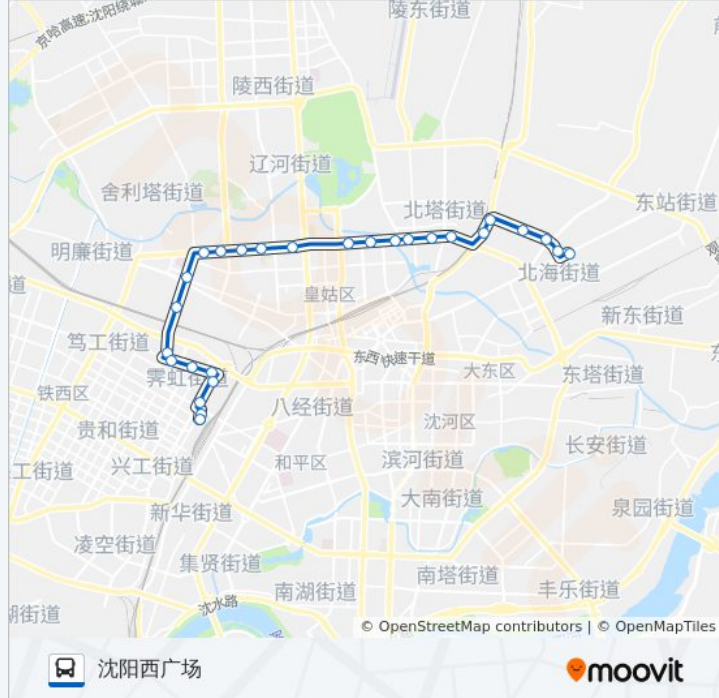 陵东街道
京哈高速;沈阳绕城
陵西街道
辽河街道
舍利塔街道
东站街道
北塔街道
明廉街道
北海街道
皇姑区
新东街道
笃工街道
东西快速干道
大东区
东塔街道
霁虹街道
铁西区
八经街道
沈河区
贵和街道
长安街道
滨河街道
和平区
兴工街道
工街道
大南街道
泉园街道
新华街道
凌空街道
集贤街道
南塔街道
南湖街道
丰乐街道
沈水路
湖街道
© OpenStreetMap contributors | © OpenMapTiles
沈阳西广场
moovit